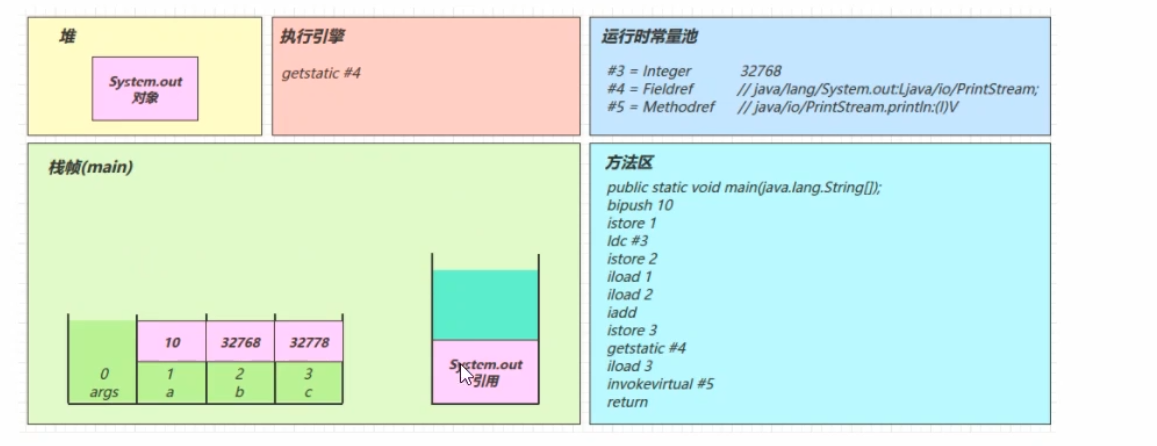 堆
System.out
对象
执行引擎
getstatic #4
运行时常量池
#3 = Integer 32768
#4 = Fieldref // java/lang/System.out:Ljava/io/PrintStream;
#5 = Methodref // java/io/PrintStream.println:(I)V
栈帧(main)
10 32768 32778
0 1 2 3
args a b c
System.out
引用
方法区
public static void main(java.lang.String[]);
bipush 10
istore 1
ldc #3
istore 2
iload 1
iload 2
iadd
istore 3
getstatic #4
iload 3
invokevirtual #5
return